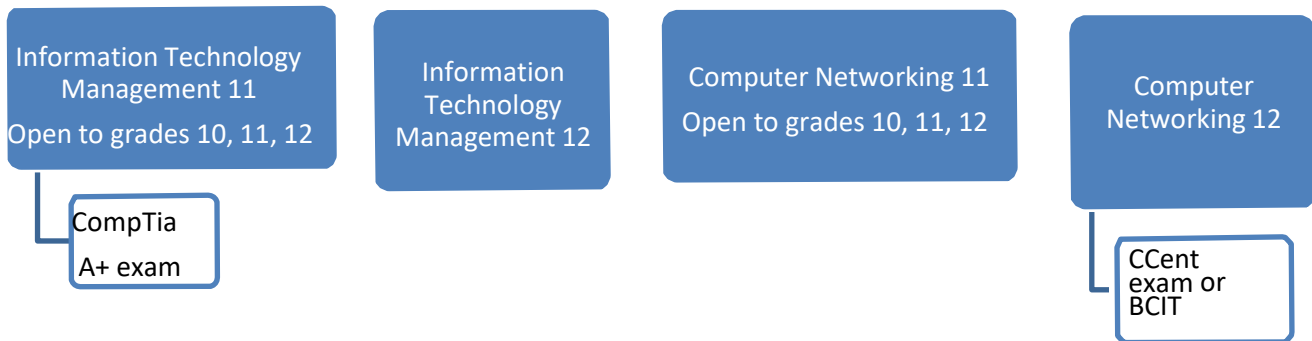 Information Technology
Management 11
Open to grades 10, 11, 12
CompTia
A+ exam
Information
Technology
Management 12
Computer Networking 11
Open to grades 10, 11, 12
Computer
Networking 12
CCent
exam or
BCIT